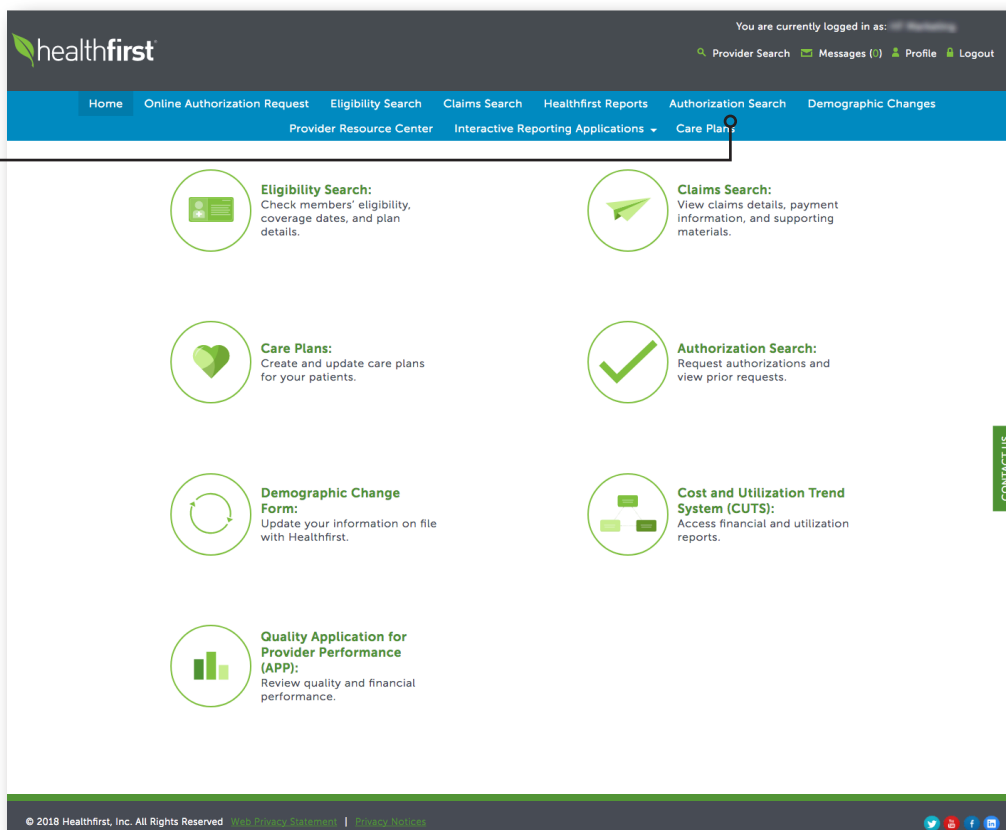 You are currently logged in as:
healthfirst
Provider Search Messages (0) Profile Logout
Home Online Authorization Request Eligibility Search Claims Search Healthfirst Reports Authorization Search Demographic Changes
Provider Resource Center Interactive Reporting Applications Care Plans
Eligibility Search:
Check members' eligibility,
coverage dates, and plan
details.
Claims Search:
View claims details, payment
information, and supporting
materials.
Care Plans:
Create and update care plans
for your patients.
Authorization Search:
Request authorizations and
view prior requests.
CONTACT US
Demographic Change
Form:
Update your information on file
with Healthfirst.
Cost and Utilization Trend
System (CUTS):
Access financial and utilization
reports.
Quality Application for
Provider Performance
(APP):
Review quality and financial
performance.
© 2018 Healthfirst, Inc. All Rights Reserved Web Privacy Statement | Privacy Notices